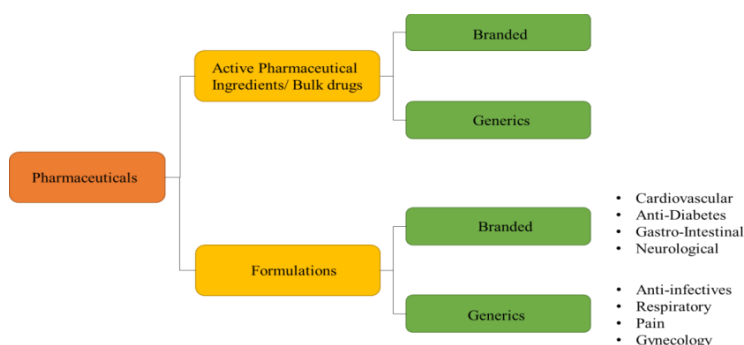 Branded
Active Pharmaceutical
Ingredients/ Bulk drugs
Generics
Pharmaceuticals
• Cardiovascular
• Anti-Diabetes
• Gastro-Intestinal
• Neurological
Branded
Formulations
• Anti-infectives
• Respiratory
• Pain
• Gynecology
Generics